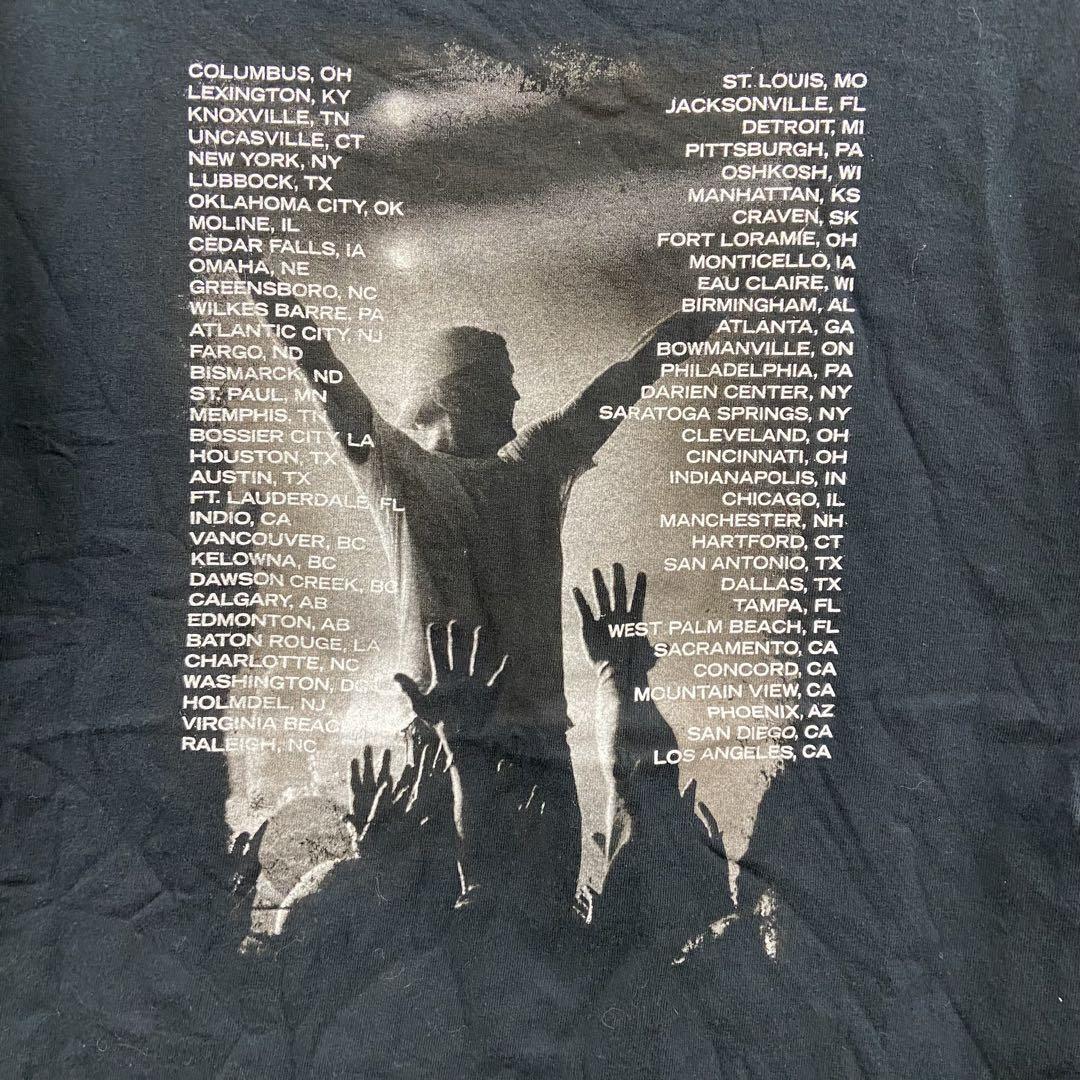 COLUMBUS, OH
LEXINGTON, KY
KNOXVILLE, TN
UNCASVILLE, CT
NEW YORK, NY
LUBBOCK, TX
OKLAHOMA CITY, OK
MOLINE, IL
CEDAR FALLS, IA
OMAHA, NE
GREENSBORO, NC
WILKES BARRE, PA
ATLANTIC CITY, NJ
FARGO, ND
BISMARCK, ND
ST. PAUL, MN
MEMPHIS, TN
BOSSIER CITY, LA
HOUSTON, TX
AUSTIN, TX
FT. LAUDERDALE, FL
INDIO, CA
VANCOUVER, BC
KELOWNA, BC
DAWSON CREEK, BC
CALGARY, AB
EDMONTON, AB
BATON ROUGE, LA
CHARLOTTE, NC
WASHINGTON, DC
HOLMDEL, NJ
VIRGINIA BEACH
RALEIGH, NC
ST. LOUIS, MO
JACKSONVILLE, FL
DETROIT, MI
PITTSBURGH, PA
OSHKOSH, WI
MANHATTAN, KS
CRAVEN, SK
FORT LORAMIE, OH
MONTICELLO, IA
EAU CLAIRE, WI
BIRMINGHAM, AL
ATLANTA, GA
BOWMANVILLE, ON
PHILADELPHIA, PA
DARIEN CENTER, NY
SARATOGA SPRINGS, NY
CLEVELAND, OH
CINCINNATI, OH
INDIANAPOLIS, IN
CHICAGO, IL
MANCHESTER, NH
HARTFORD, CT
SAN ANTONIO, TX
DALLAS, TX
TAMPA, FL
WEST PALM BEACH, FL
SACRAMENTO, CA
CONCORD, CA
MOUNTAIN VIEW, CA
PHOENIX, AZ
SAN DIEGO, CA
LOS ANGELES, CA